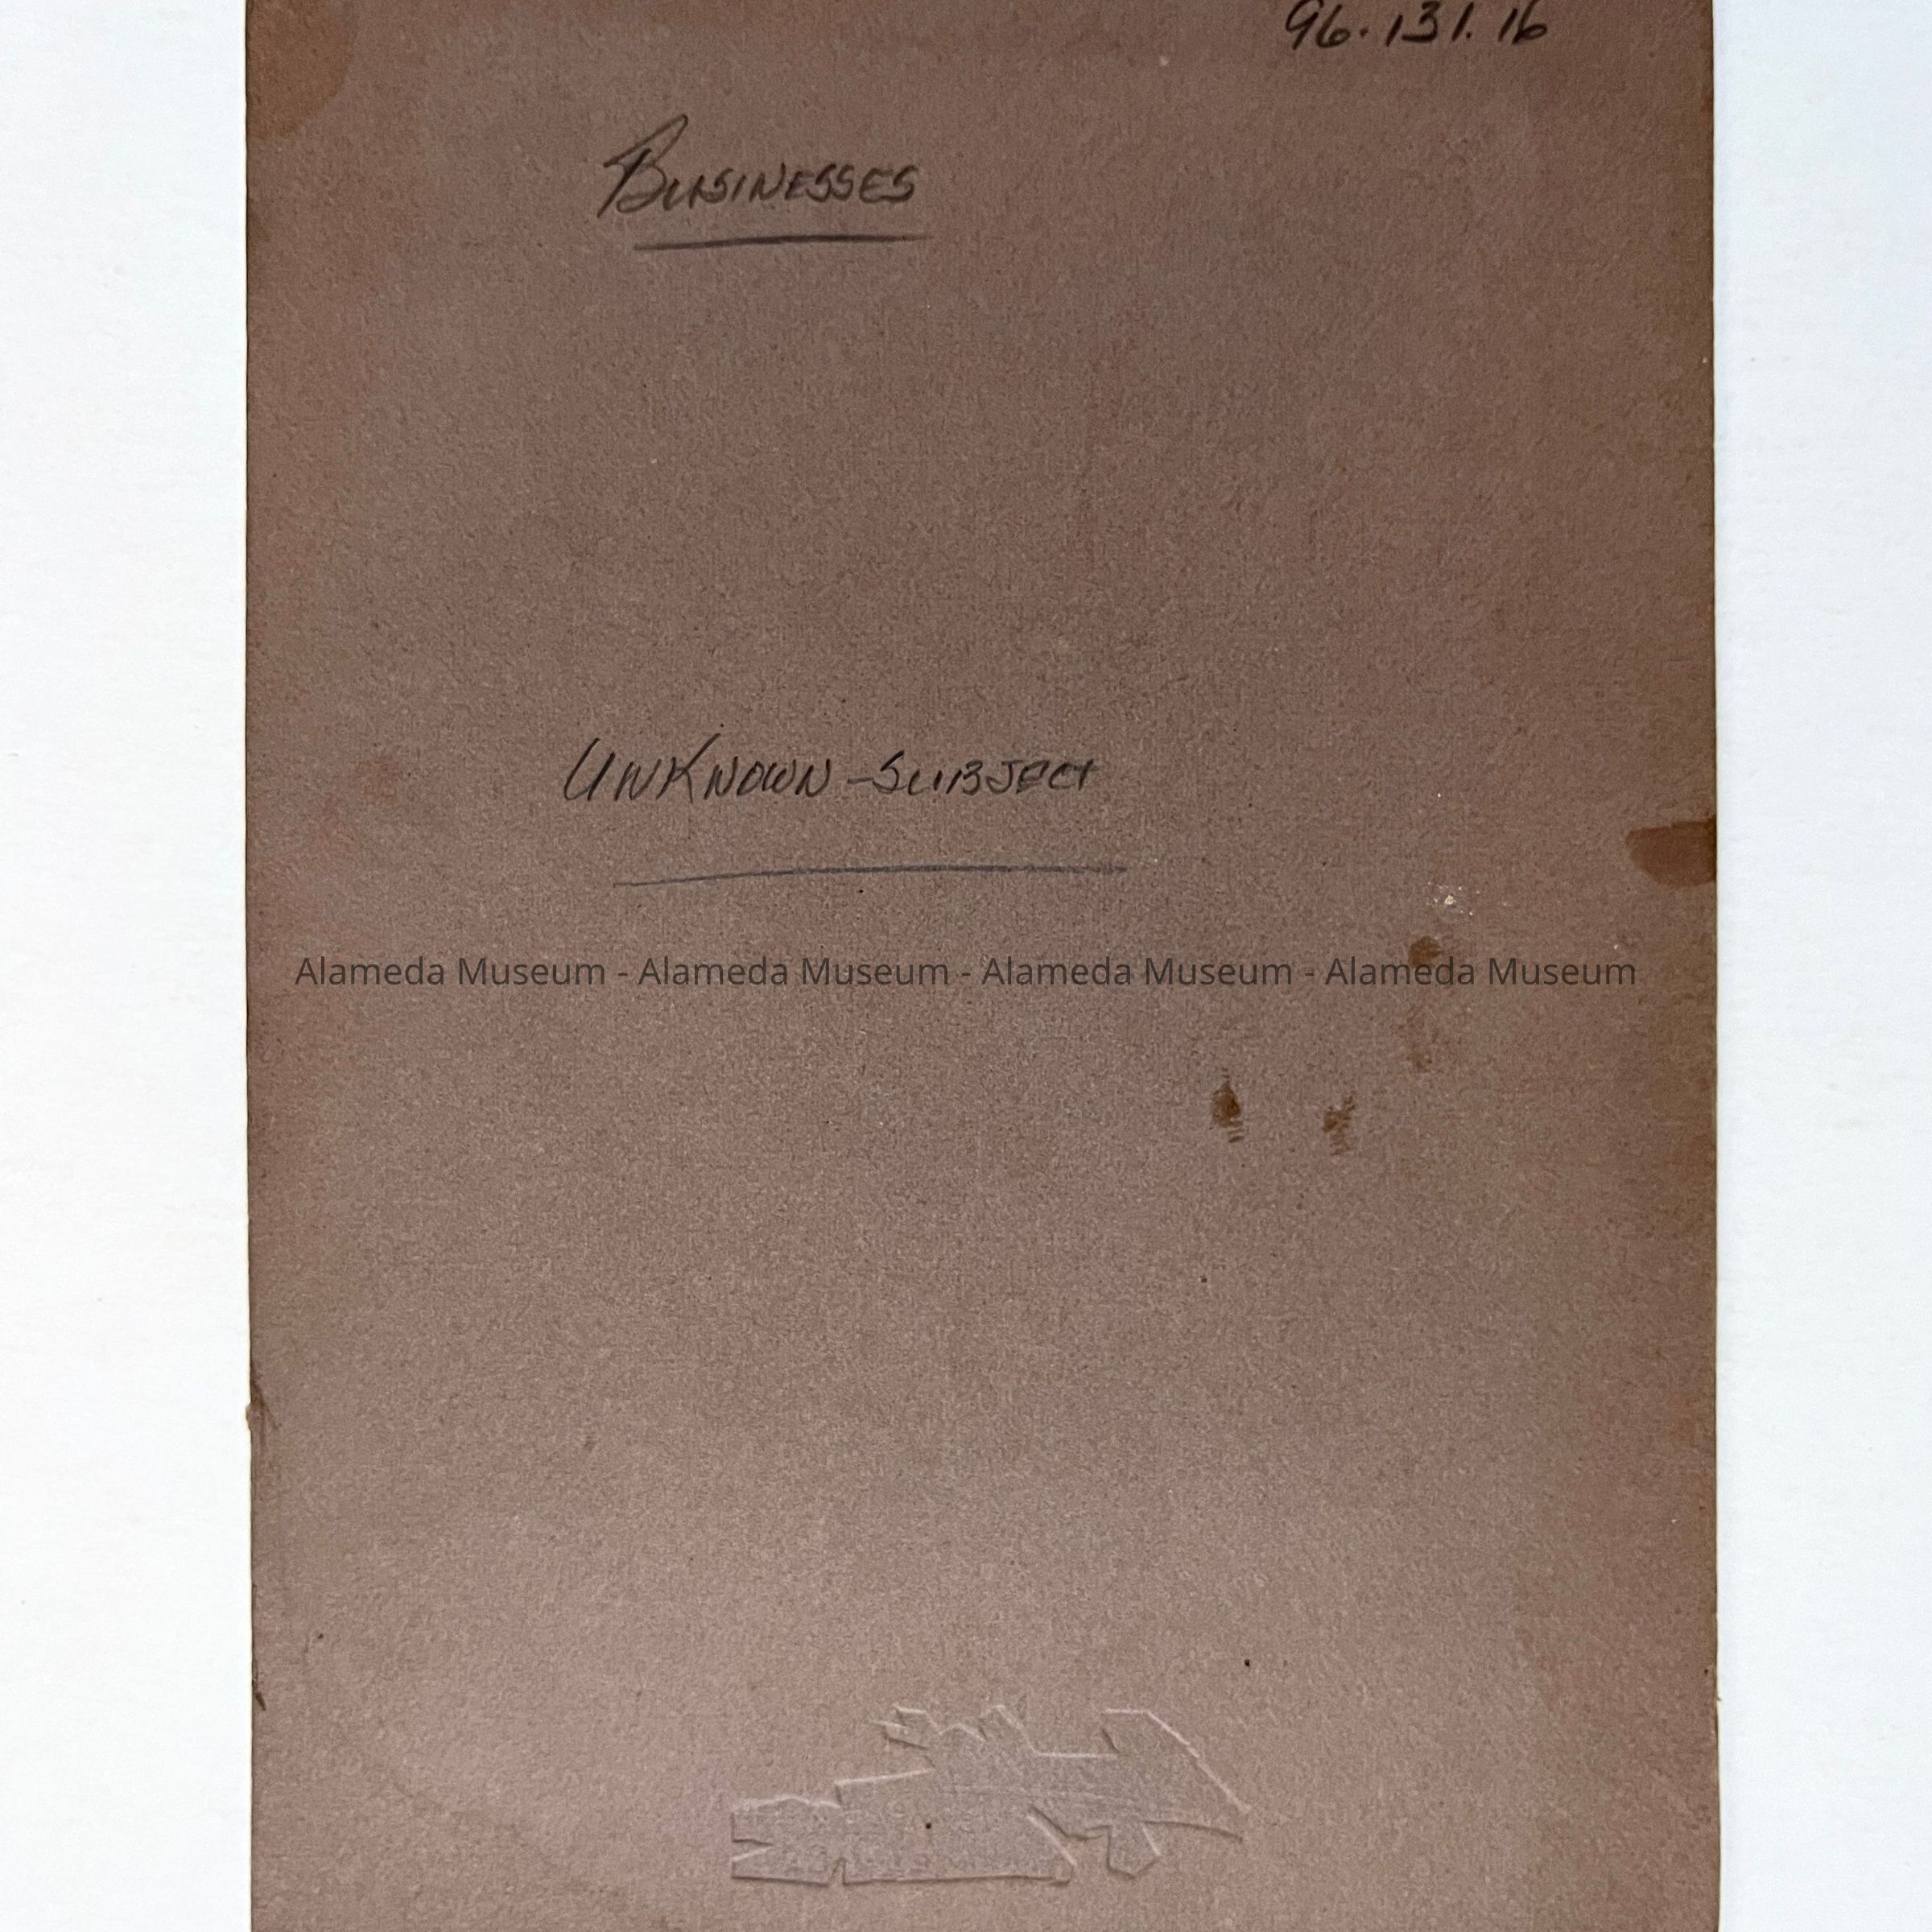 96.131.16
BUSINESSES
UNKNOWN-SUBJECT
Alameda Museum - Alameda Museum - Alameda Museum - Alameda Museum